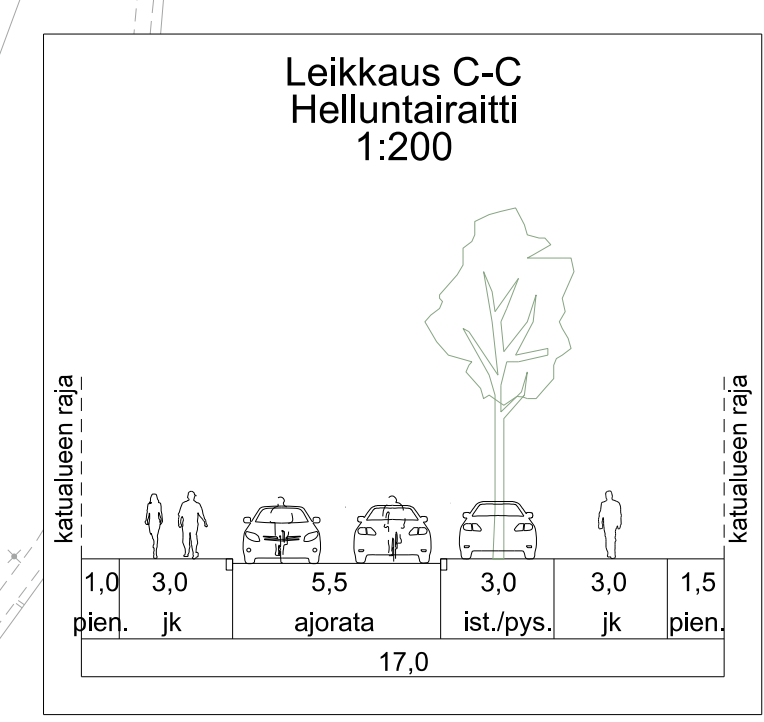 Leikkaus C-C
Helluntairaitti
1:200
katualueen raja
katualueen raja
1,0 3,0 5,5 3,0 3,0 1,5
pien. jk ajorata ist./pys. jk pien.
17,0